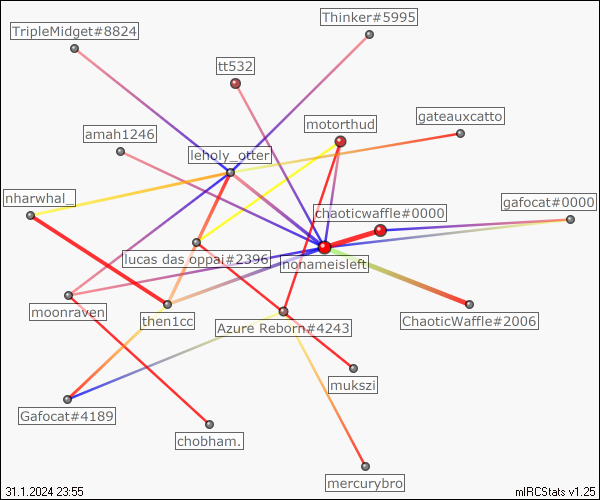 Thinker#5995
TripleMidget#8824
tt532
gateauxcatto
motorthud
amah1246
leholy_otter
nharwhal_
gafocat#0000
chaoticwaffle#0000
lucas das oppai#2396
nonameisleft
moonraven
then1cc
ChaoticWaffle#2006
Azure Reborn#4243
mukszi
Gafocat#4189
chobham.
mercurybro
31.1.2024 23:55
mIRCStats v1.25